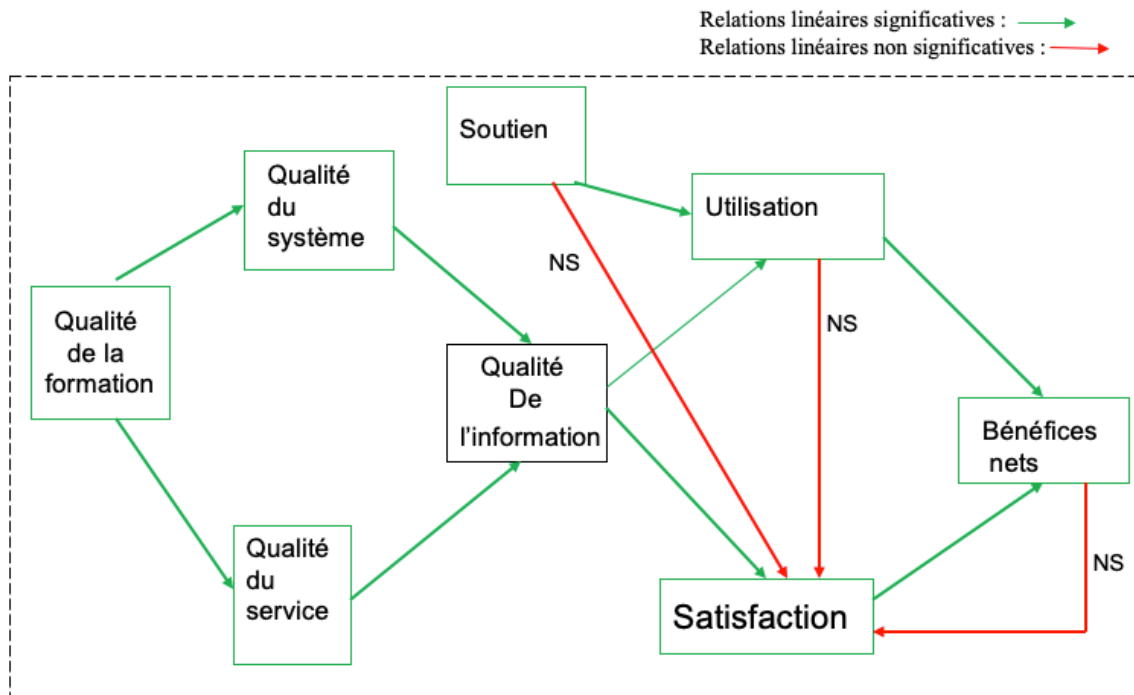 Relations linéaires significatives :
Relations linéaires non significatives :
Soutien
Qualité
du
système
Utilisation
NS
NS
Qualité
de la
formation
Qualité
De
l'information
Bénéfices
nets
Qualité
du
service
NS
Satisfaction